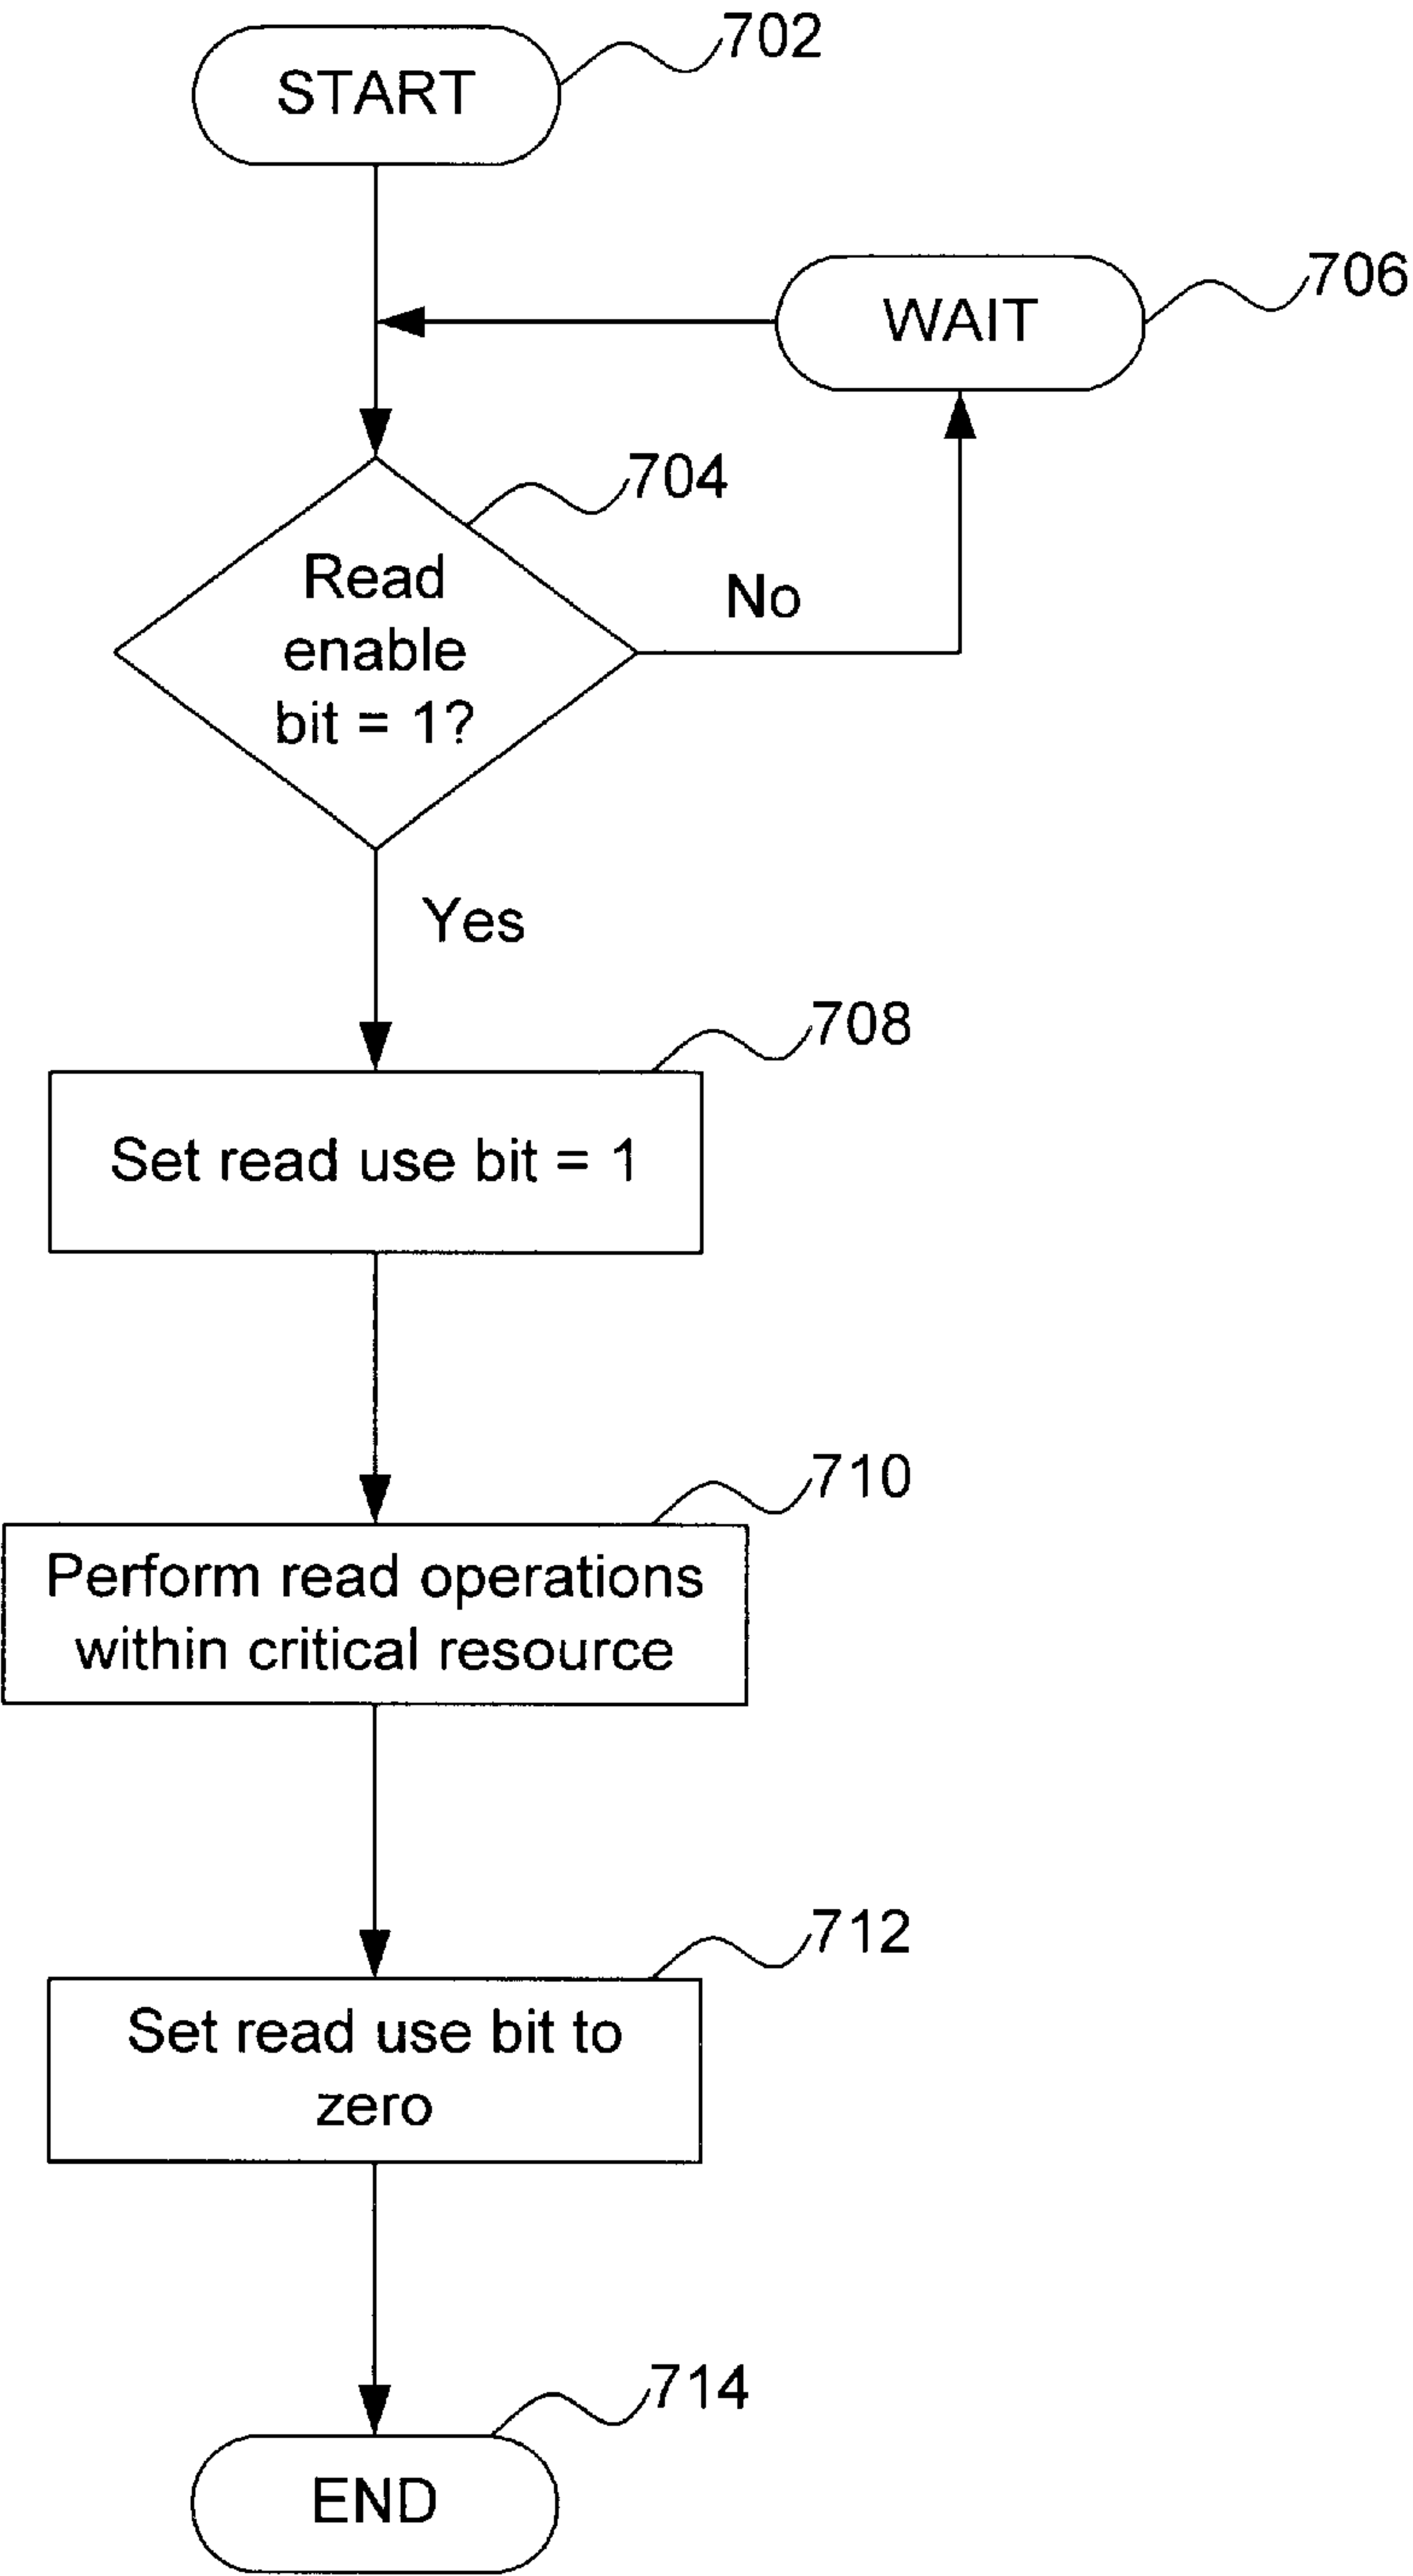 702
START
706
WAIT
704
Read
enable
bit = 1?
No
Yes
708
Set read use bit = 1
710
Perform read operations
within critical resource
712
Set read use bit to
zero
714
END